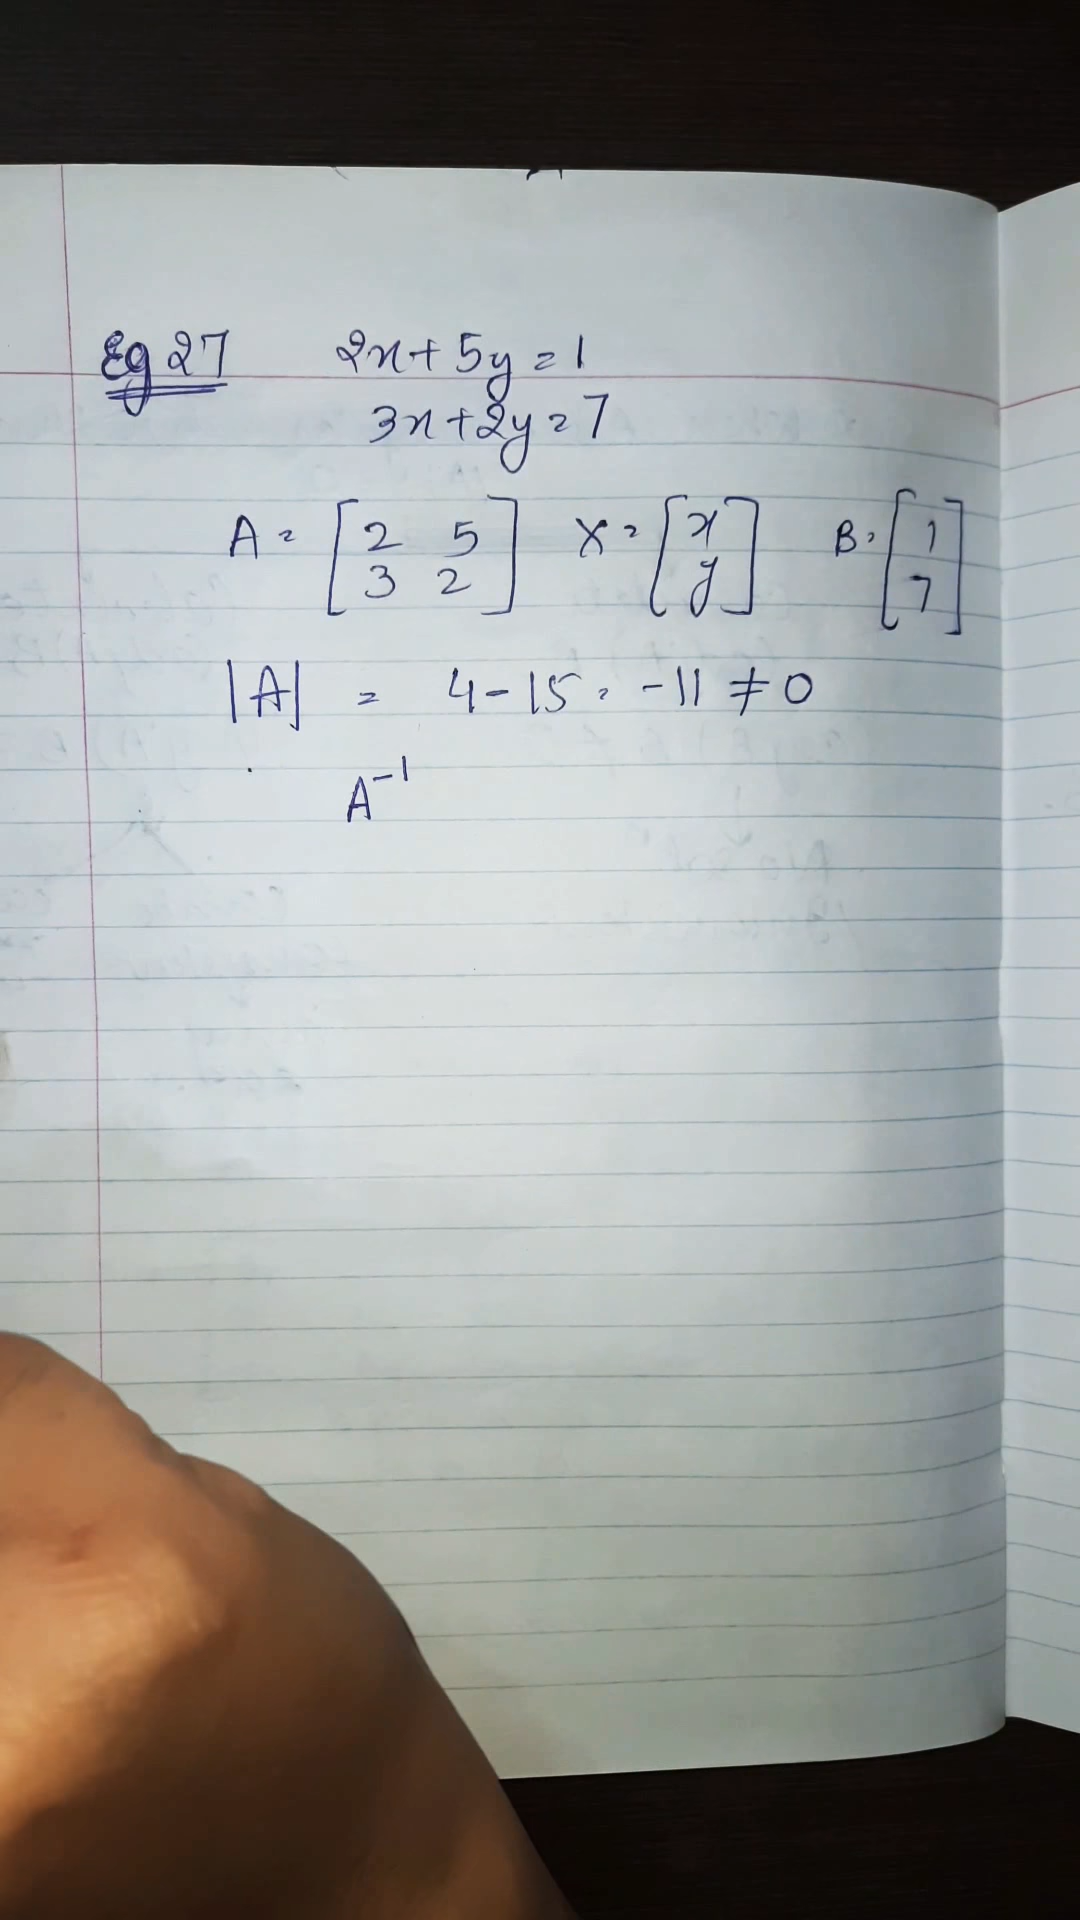 Eg 27 2x+5y=1
3x+2y=7
A = [2 5 X = [x B = [1
3 2] y] 7]
|A| = 4-15 = -11 ≠ 0
A⁻¹